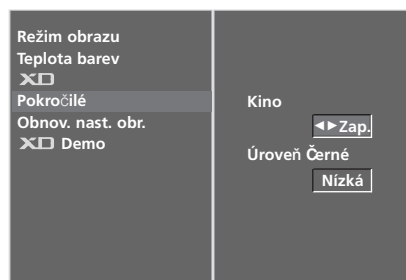 Režim obrazu
Teplota barev
XD
Pokročilé
Obnov. nast. obr.
XD Demo
Kino
◄► Zap.
Úroveň Černé
Nízká